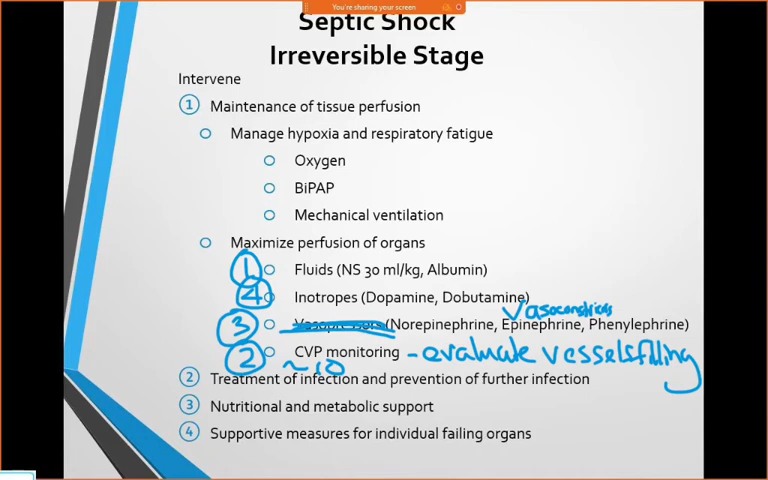 You're sharing your screen
Septic Shock
Irreversible Stage
Intervene
1 Maintenance of tissue perfusion
Manage hypoxia and respiratory fatigue
Oxygen
BiPAP
Mechanical ventilation
Maximize perfusion of organs
1 Fluids (NS 30 ml/kg, Albumin)
4 Inotropes (Dopamine, Dobutamine)
3 Vasopressors (Norepinephrine, Epinephrine, Phenylephrine)
2 CVP monitoring - evaluate vessels filling
~10
2 Treatment of infection and prevention of further infection
3 Nutritional and metabolic support
4 Supportive measures for individual failing organs